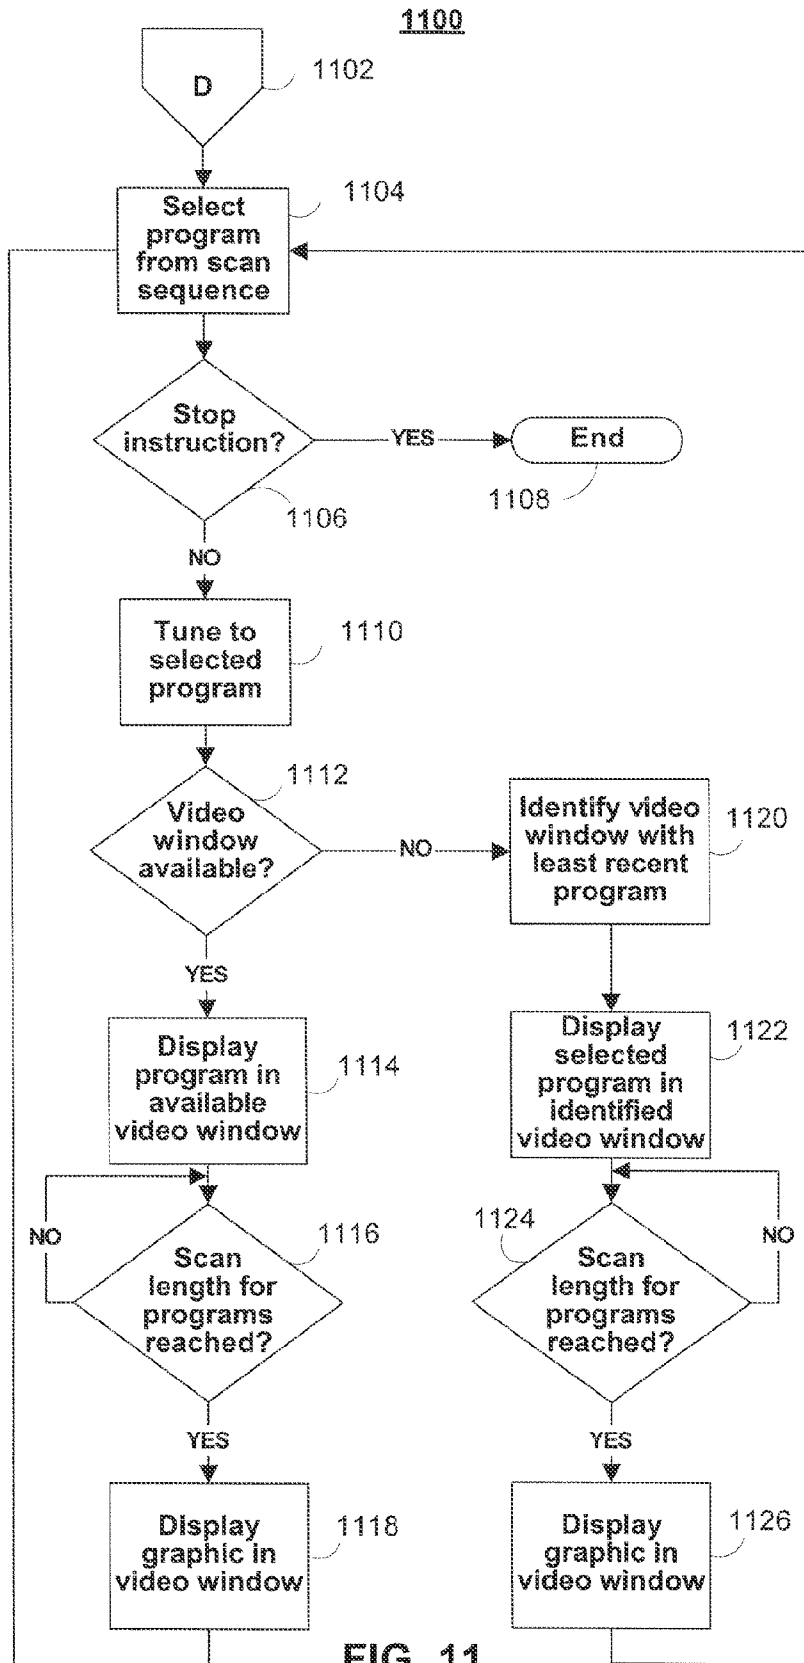 1100
D
1102
Select
program
from scan
sequence
1104
Stop
instruction?
1106
YES
End
1108
NO
Tune to
selected
program
1110
Video
window
available?
1112
NO
Identify video
window with
least recent
program
1120
YES
Display
program in
available
video window
1114
Display
selected
program in
identified
video window
1122
NO
Scan
length for
programs
reached?
1116
1124
Scan
length for
programs
reached?
NO
YES
YES
Display
graphic in
video window
1118
Display
graphic in
video window
1126
FIG. 11